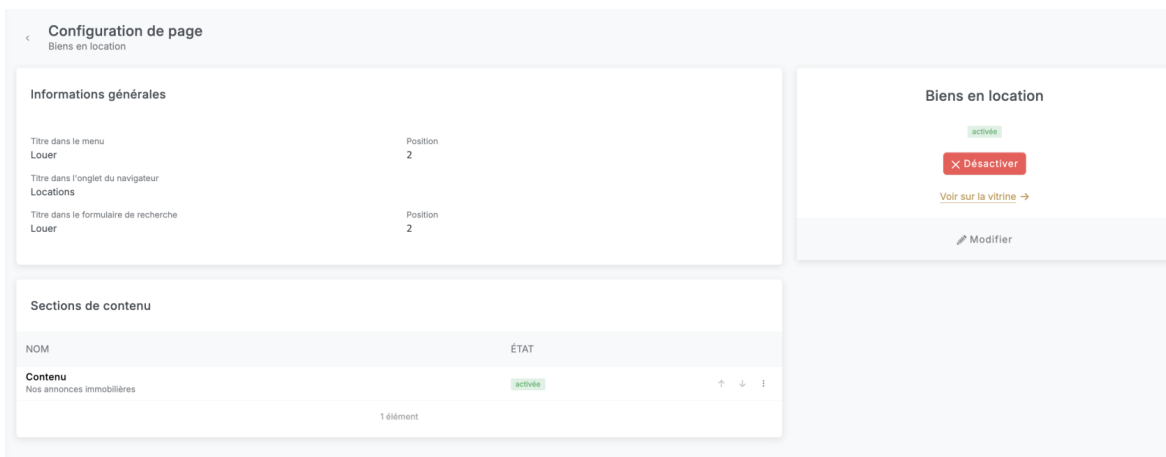 Configuration de page
Biens en location
Informations générales
Titre dans le menu
Louer
Position
2
Titre dans l'onglet du navigateur
Locations
Titre dans le formulaire de recherche
Louer
Position
2
Biens en location
activée
Désactiver
Voir sur la vitrine →
Modifier
Sections de contenu
NOM ÉTAT
Contenu
Nos annonces immobilières
activée
1 élément